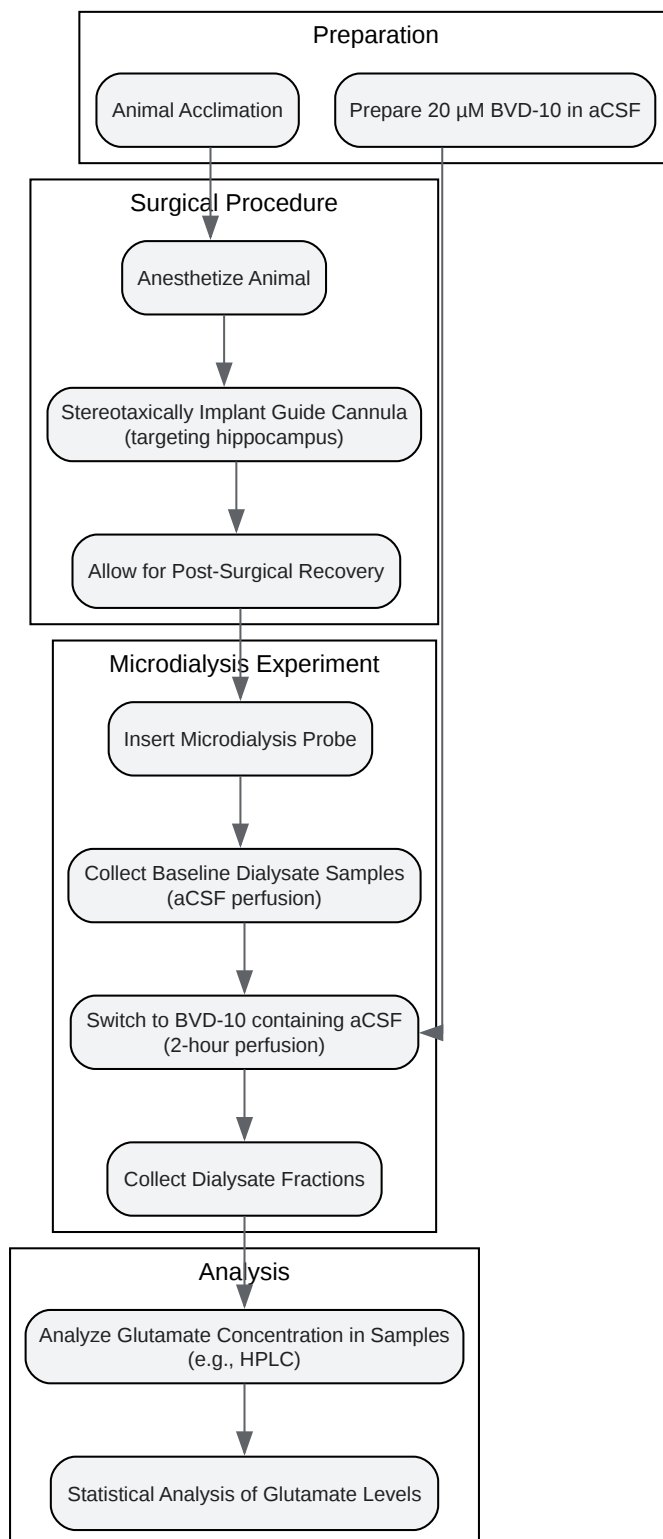 Preparation
Animal Acclimation
Prepare 20 µM BVD-10 in aCSF
Surgical Procedure
Anesthetize Animal
Stereotaxically Implant Guide Cannula
(targeting hippocampus)
Allow for Post-Surgical Recovery
Microdialysis Experiment
Insert Microdialysis Probe
Collect Baseline Dialysate Samples
(aCSF perfusion)
Switch to BVD-10 containing aCSF
(2-hour perfusion)
Collect Dialysate Fractions
Analysis
Analyze Glutamate Concentration in Samples
(e.g., HPLC)
Statistical Analysis of Glutamate Levels